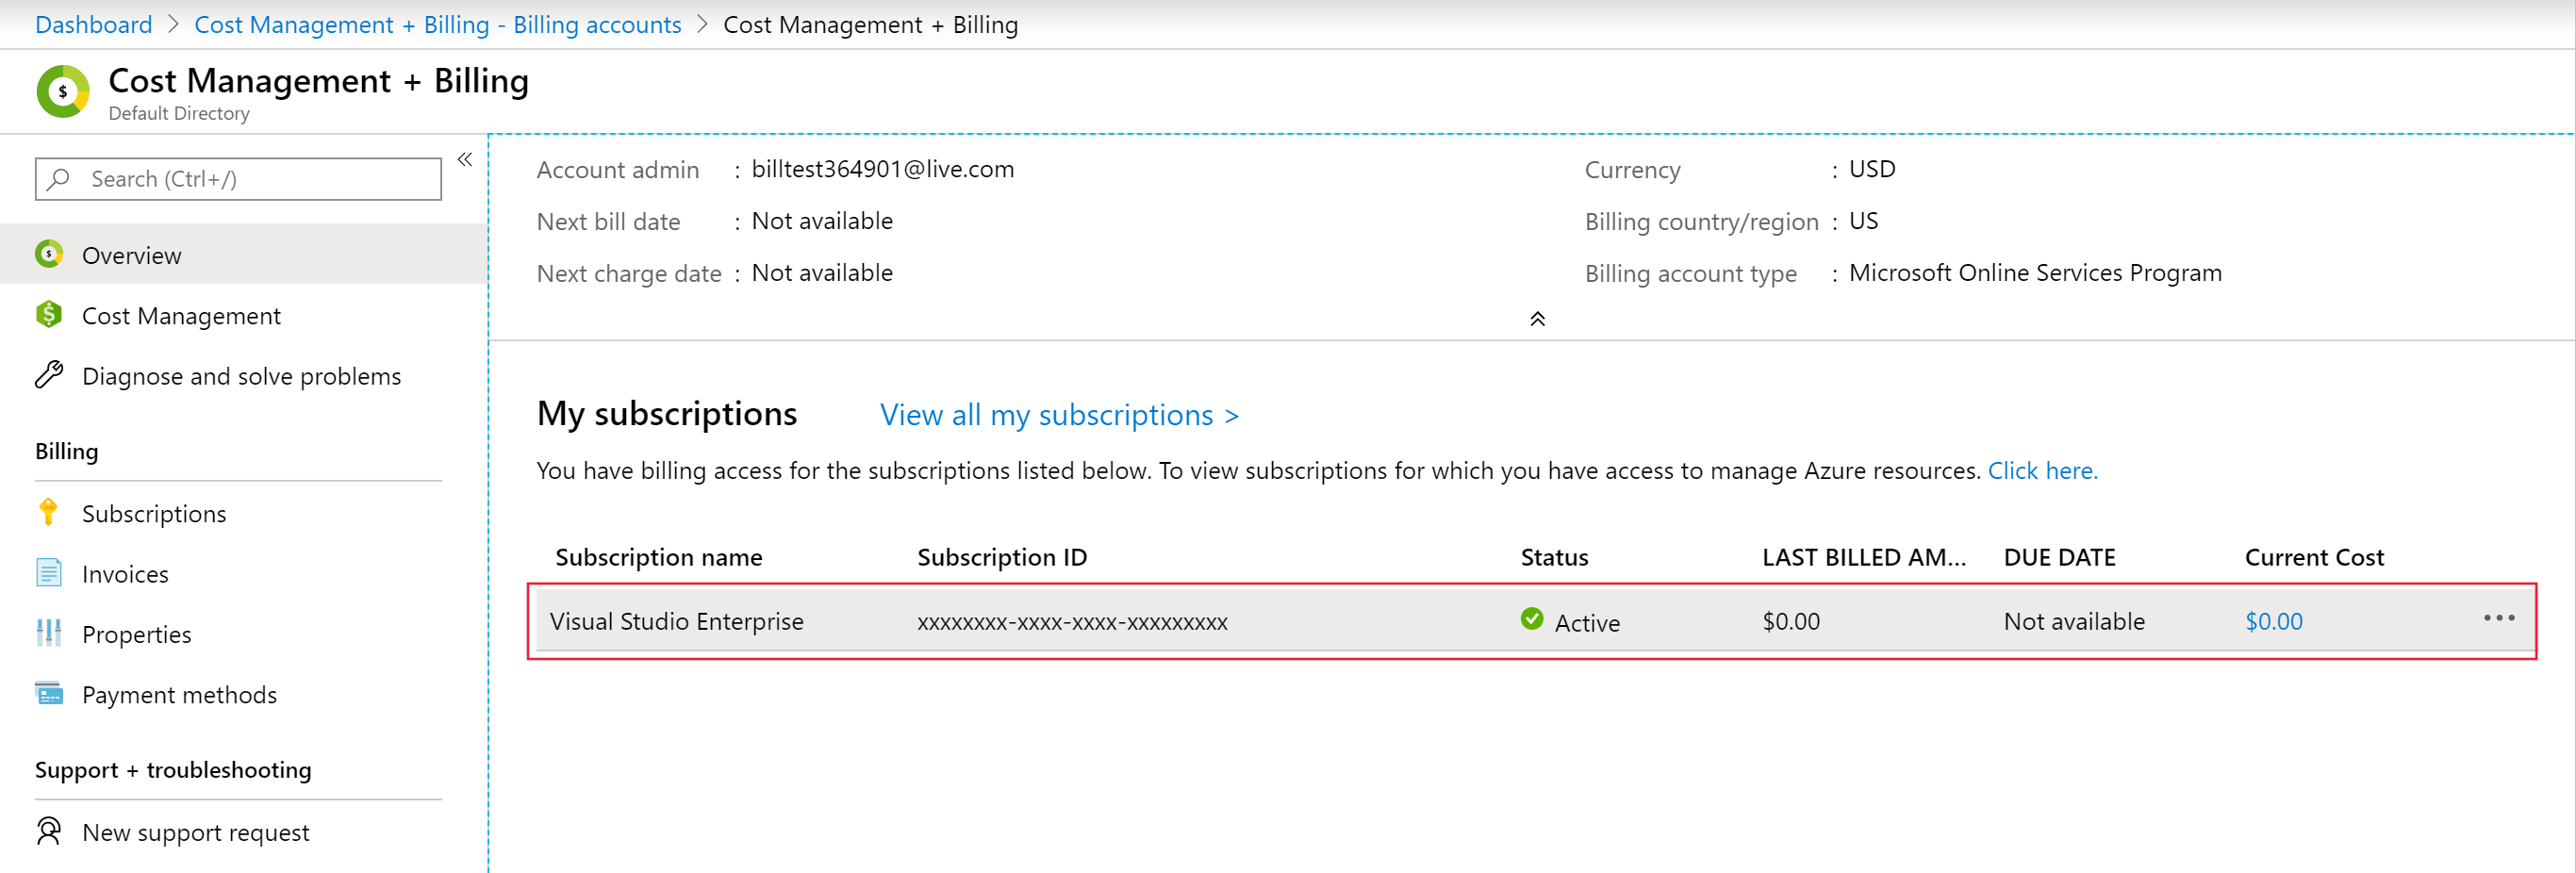 Dashboard > Cost Management + Billing - Billing accounts > Cost Management + Billing
$ Cost Management + Billing
Default Directory
Search (Ctrl+/) «
$ Overview
$ Cost Management
Diagnose and solve problems
Billing
Subscriptions
Invoices
Properties
Payment methods
Support + troubleshooting
New support request
Account admin : billtest364901@live.com
Next bill date : Not available
Next charge date : Not available
Currency : USD
Billing country/region : US
Billing account type : Microsoft Online Services Program
My subscriptions View all my subscriptions >
You have billing access for the subscriptions listed below. To view subscriptions for which you have access to manage Azure resources. Click here.
Subscription name Subscription ID Status LAST BILLED AM... DUE DATE Current Cost
Visual Studio Enterprise xxxxxxxx-xxxx-xxxx-xxxxxxxxx Active $0.00 Not available $0.00 ...